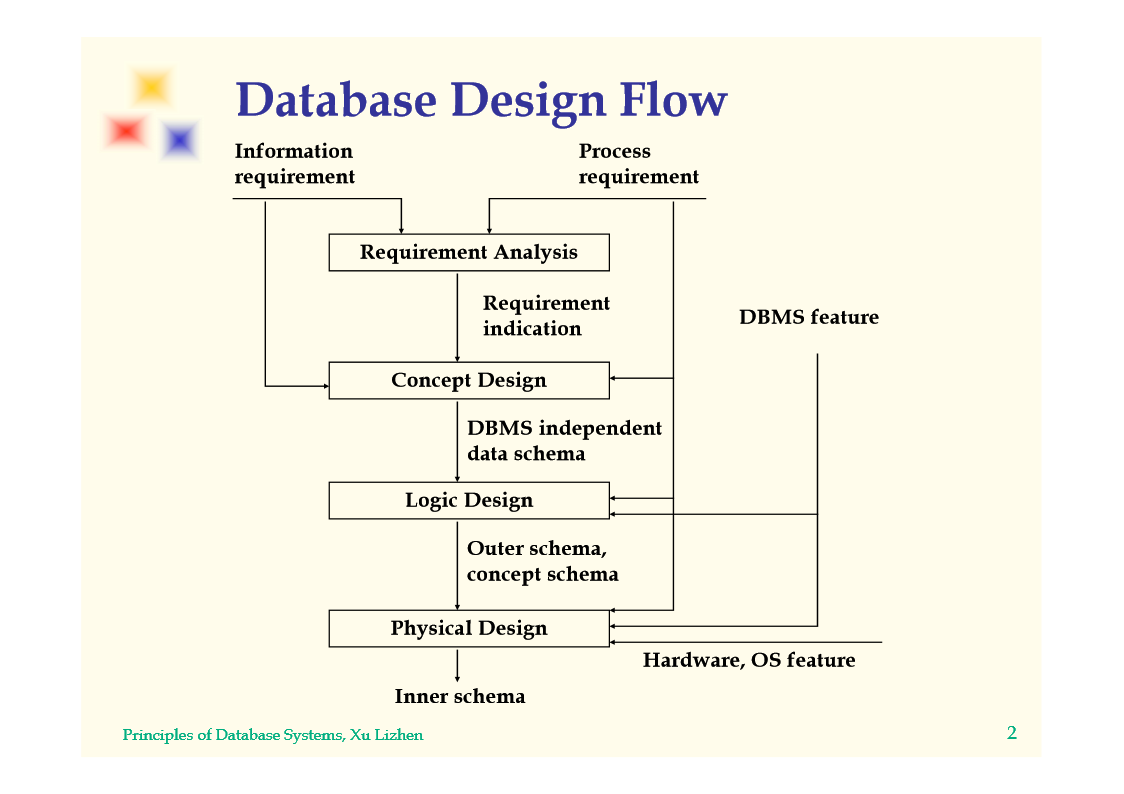 Database Design Flow
Information
requirement
Process
requirement
Requirement Analysis
Requirement
indication
DBMS feature
Concept Design
DBMS independent
data schema
Logic Design
Outer schema,
concept schema
Physical Design
Hardware, OS feature
Inner schema
Principles of Database Systems, Xu Lizhen
2